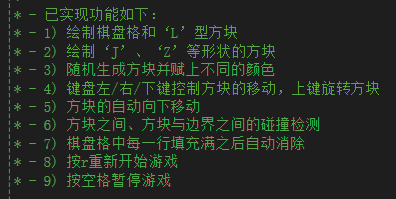 * - 已实现功能如下：
* - 1) 绘制棋盘格和‘L’型方块
* - 2) 绘制‘J’、‘Z’等形状的方块
* - 3) 随机生成方块并赋上不同的颜色
* - 4) 键盘左/右/下键控制方块的移动，上键旋转方块
* - 5) 方块的自动向下移动
* - 6) 方块之间、方块与边界之间的碰撞检测
* - 7) 棋盘格中每一行填充满之后自动消除
* - 8) 按r重新开始游戏
* - 9) 按空格暂停游戏